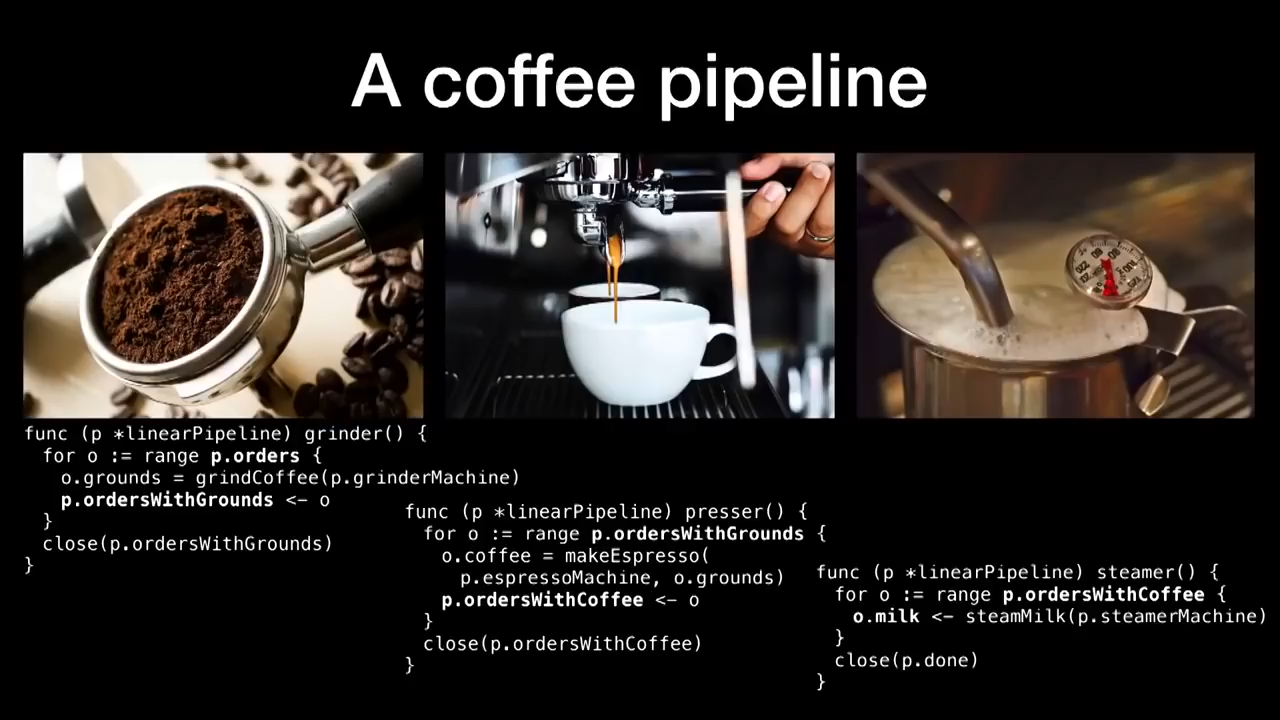 A coffee pipeline
func (p *linearPipeline) grinder() {
  for o := range p.orders {
    o.grounds = grindCoffee(p.grinderMachine)
    p.ordersWithGrounds <- o
  }
  close(p.ordersWithGrounds)
}
func (p *linearPipeline) presser() {
  for o := range p.ordersWithGrounds {
    o.coffee = makeEspresso(
      p.espressoMachine, o.grounds)
    p.ordersWithCoffee <- o
  }
  close(p.ordersWithCoffee)
}
func (p *linearPipeline) steamer() {
  for o := range p.ordersWithCoffee {
    o.milk <- steamMilk(p.steamerMachine)
  }
  close(p.done)
}